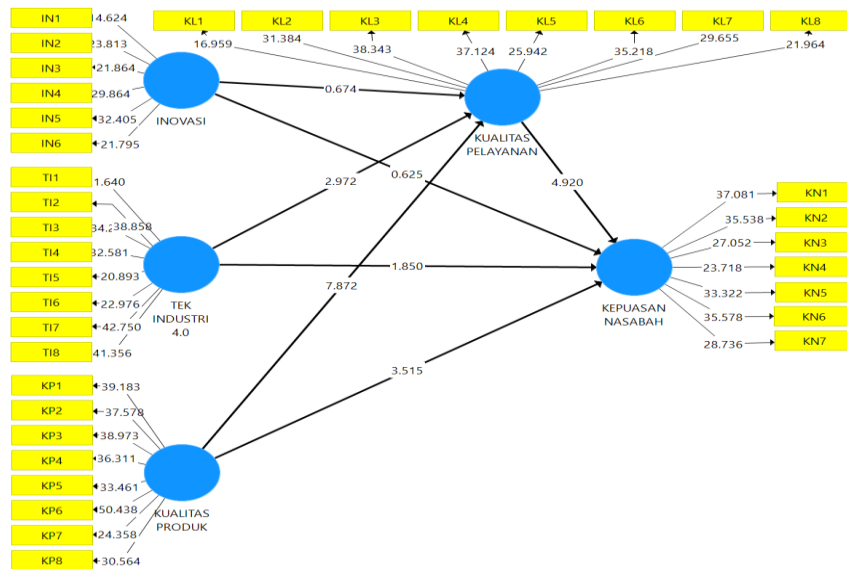 IN1
IN2
IN3
IN4
IN5
IN6
23.813
21.864
29.864
32.405
21.795
INOVASI
TI1
TI2
TI3
TI4
TI5
TI6
TI7
TI8
38.858
32.581
20.893
22.976
42.750
41.356
TEK
INDUSTRI
4.0
KP1
KP2
KP3
KP4
KP5
KP6
KP7
KP8
39.183
37.578
38.973
36.311
33.461
50.438
24.358
30.564
KUALITAS
PRODUK
KL1
KL2
KL3
KL4
KL5
KL6
KL7
KL8
16.959
31.384
38.343
37.124
25.942
35.218
29.655
21.964
KUALITAS
PELAYANAN
0.674
0.625
2.972
1.850
7.872
3.515
4.920
KEPUASAN
NASABAH
37.081
35.538
27.052
23.718
33.322
35.578
28.736
KN1
KN2
KN3
KN4
KN5
KN6
KN7